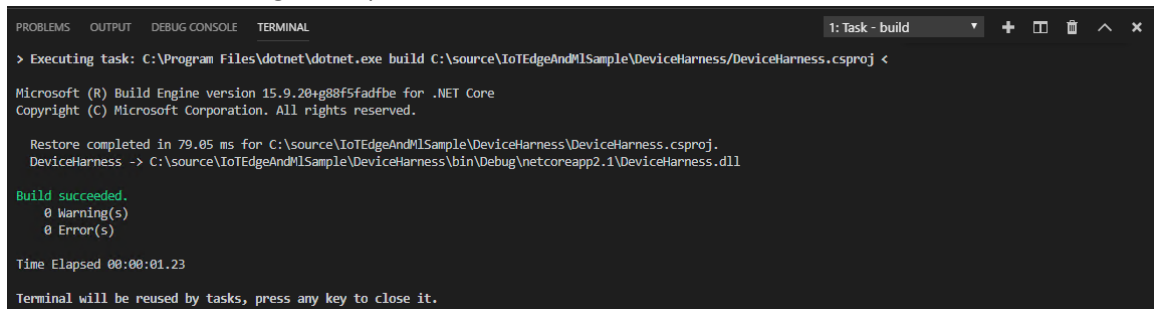 PROBLEMS OUTPUT DEBUG CONSOLE TERMINAL 1: Task - build
> Executing task: C:\Program Files\dotnet\dotnet.exe build C:\source\IoTEdgeAndMlSample\DeviceHarness/DeviceHarness.csproj <
Microsoft (R) Build Engine version 15.9.20+g88f5fadfbe for .NET Core
Copyright (C) Microsoft Corporation. All rights reserved.
Restore completed in 79.05 ms for C:\source\IoTEdgeAndMlSample\DeviceHarness\DeviceHarness.csproj.
DeviceHarness -> C:\source\IoTEdgeAndMlSample\DeviceHarness\bin\Debug\netcoreapp2.1\DeviceHarness.dll
Build succeeded.
0 Warning(s)
0 Error(s)
Time Elapsed 00:00:01.23
Terminal will be reused by tasks, press any key to close it.